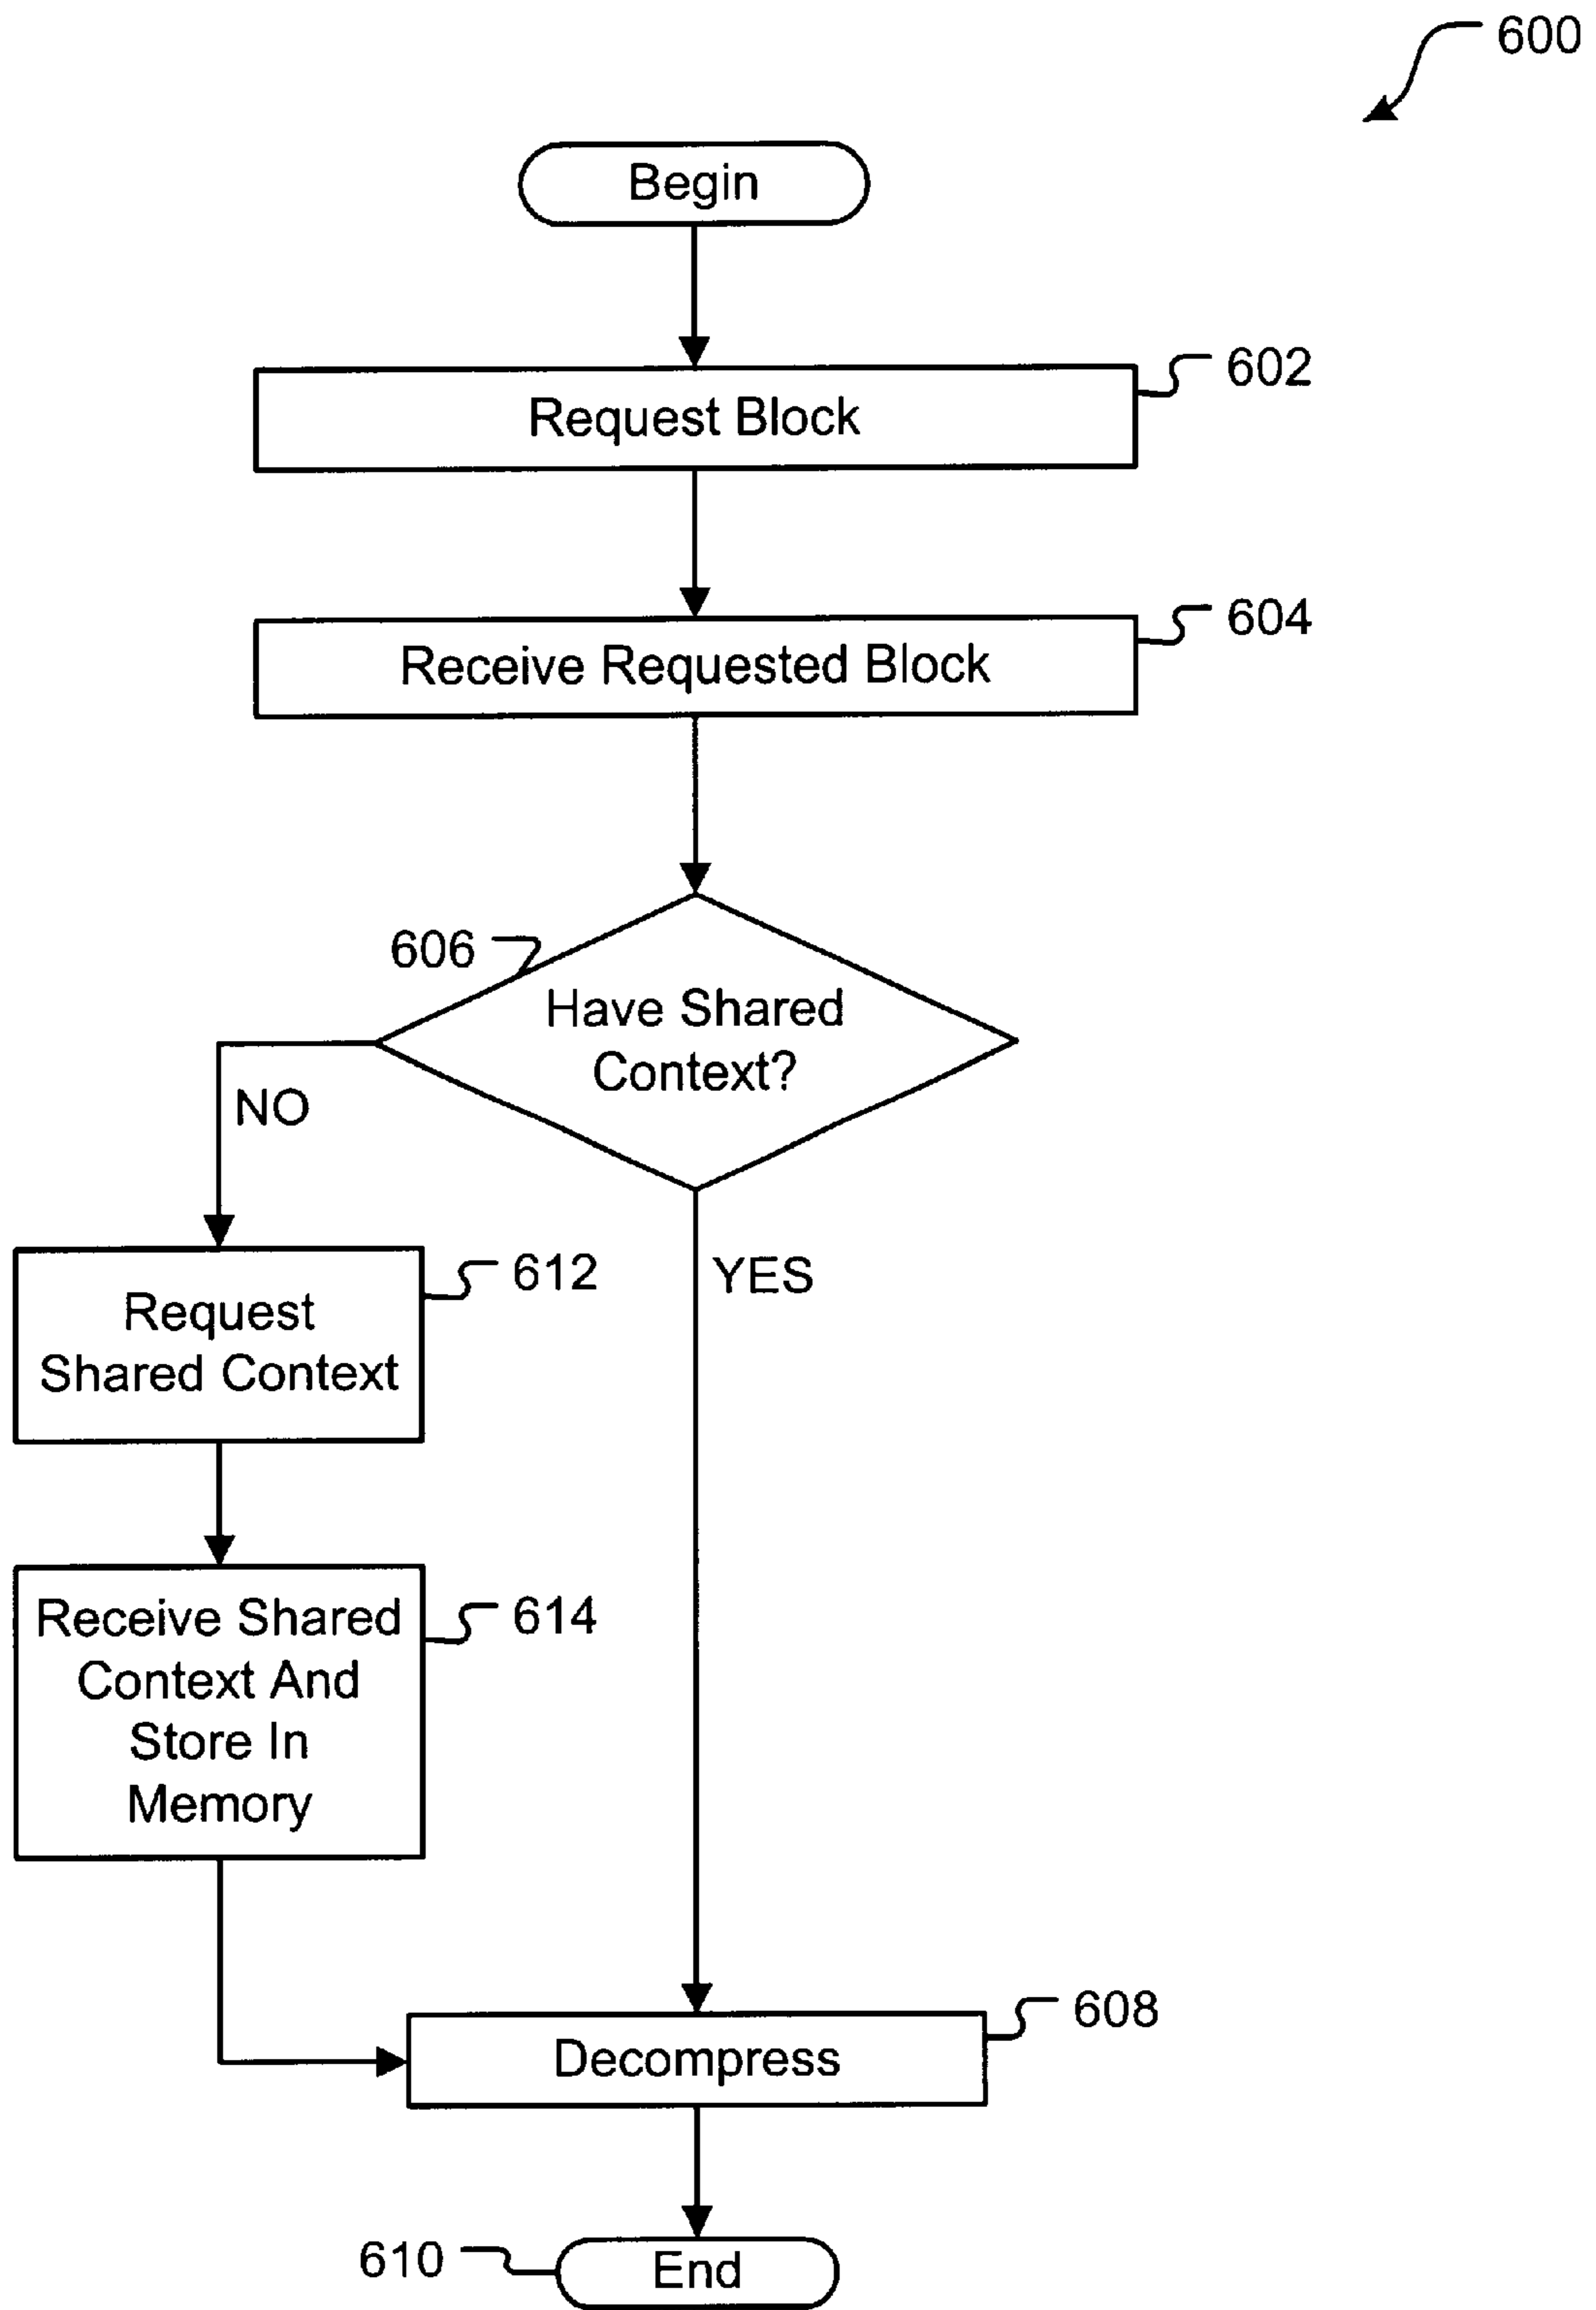 600
Begin
602
Request Block
604
Receive Requested Block
606
Have Shared
Context?
NO
YES
612
Request
Shared Context
614
Receive Shared
Context And
Store In
Memory
608
Decompress
610
End